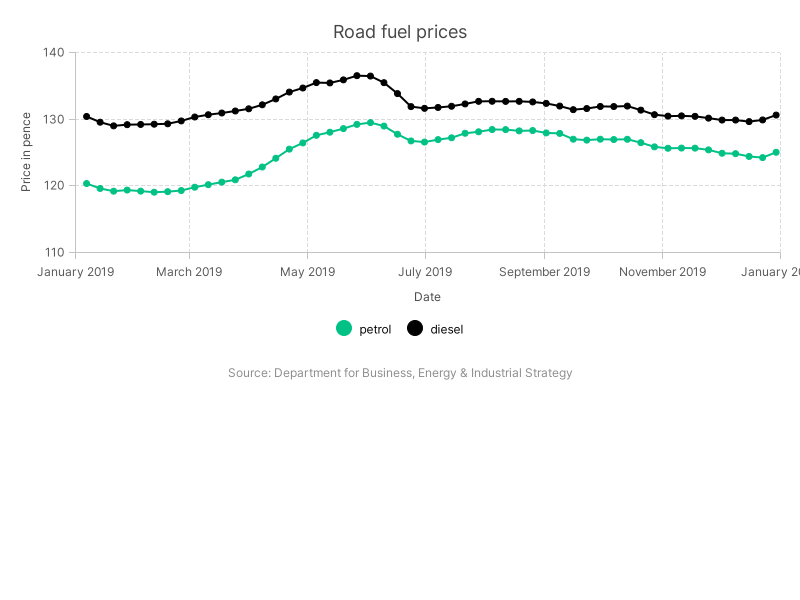 Road fuel prices
140
130
120
110
Price in pence
January 2019 March 2019 May 2019 July 2019 September 2019 November 2019 January 20
Date
petrol diesel
Source: Department for Business, Energy & Industrial Strategy